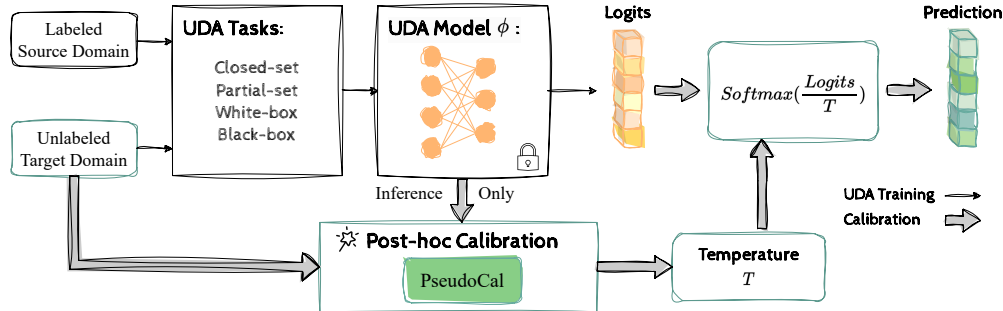 Labeled
Source Domain
Unlabeled
Target Domain
UDA Tasks:
Closed-set
Partial-set
White-box
Black-box
UDA Model ϕ :
Inference Only
Logits
Softmax(Logits/T)
Prediction
UDA Training
Calibration
Post-hoc Calibration
PseudoCal
Temperature
T